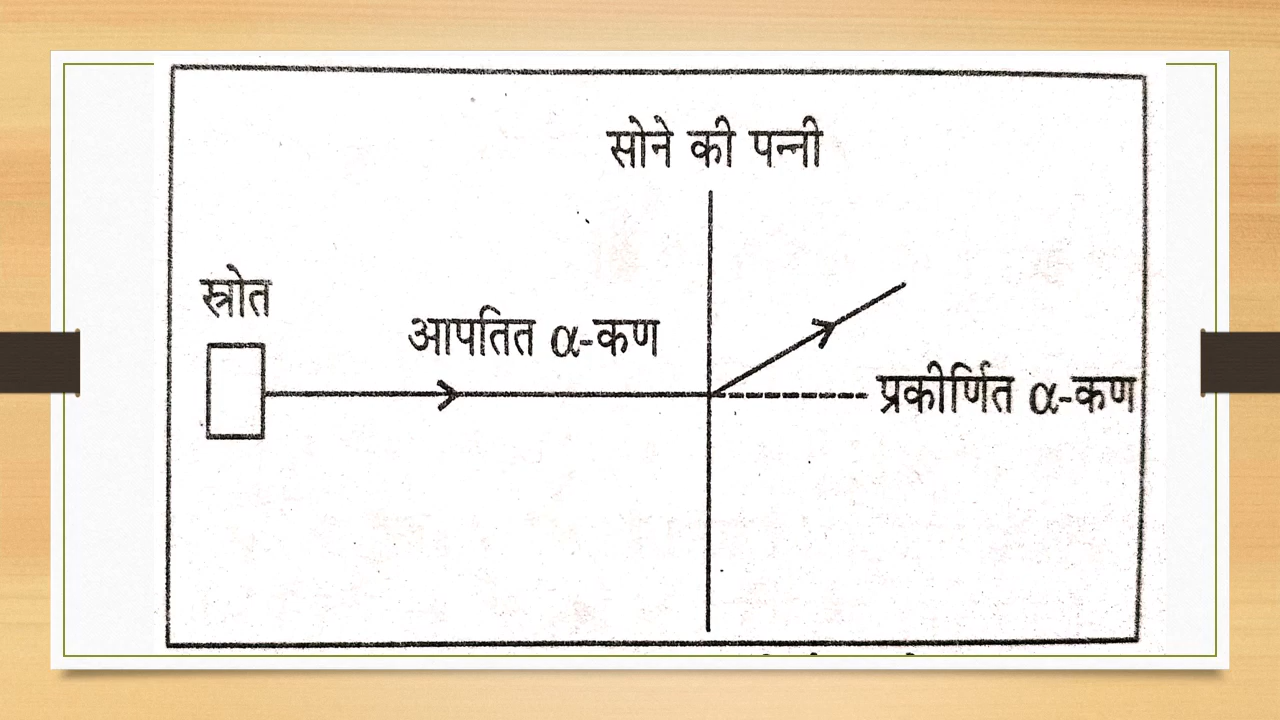 सोने की पन्नी
स्रोत
आपतित α-कण
प्रकीर्णित α-कण